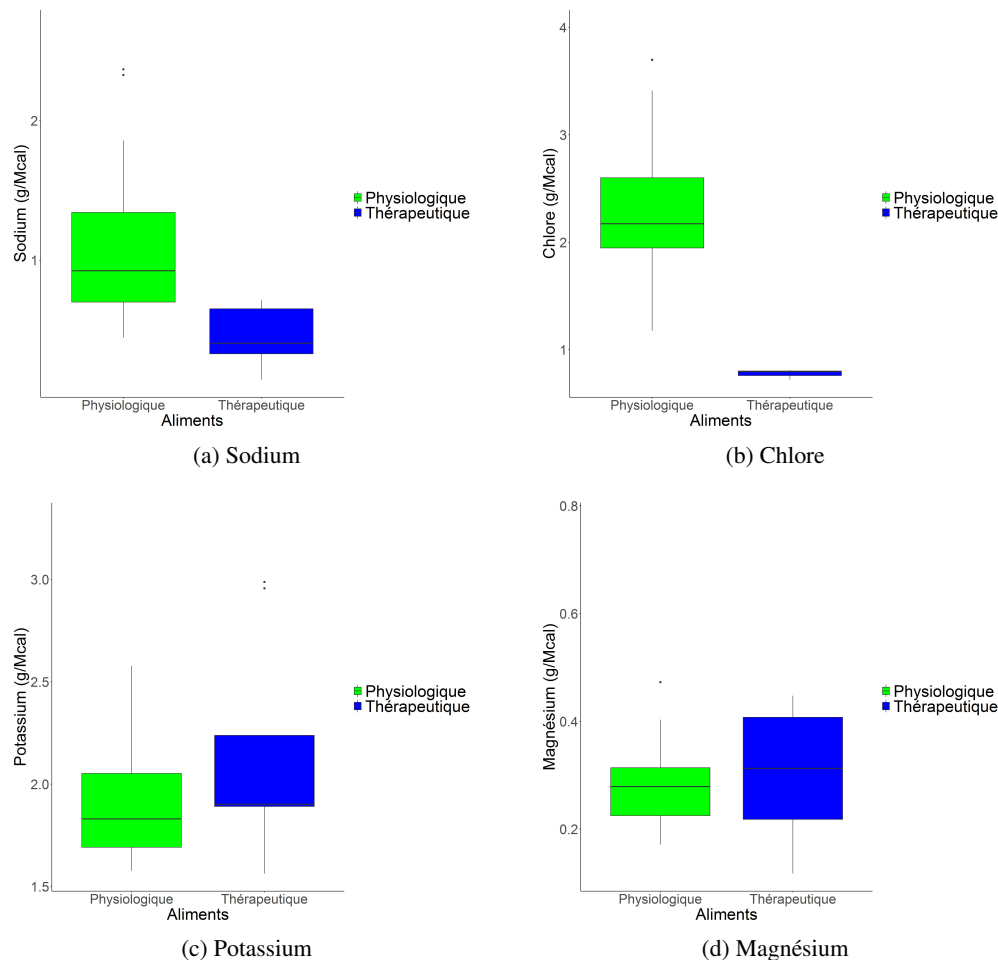 Sodium (g/Mcal)
2
1
Physiologique
Thérapeutique
Physiologique
Thérapeutique
Aliments
(a) Sodium
Chlore (g/Mcal)
4
3
2
1
Physiologique
Thérapeutique
Physiologique
Thérapeutique
Aliments
(b) Chlore
Potassium (g/Mcal)
3.0
2.5
2.0
1.5
Physiologique
Thérapeutique
Physiologique
Thérapeutique
Aliments
(c) Potassium
Magnésium (g/Mcal)
0.8
0.6
0.4
0.2
Physiologique
Thérapeutique
Physiologique
Thérapeutique
Aliments
(d) Magnésium